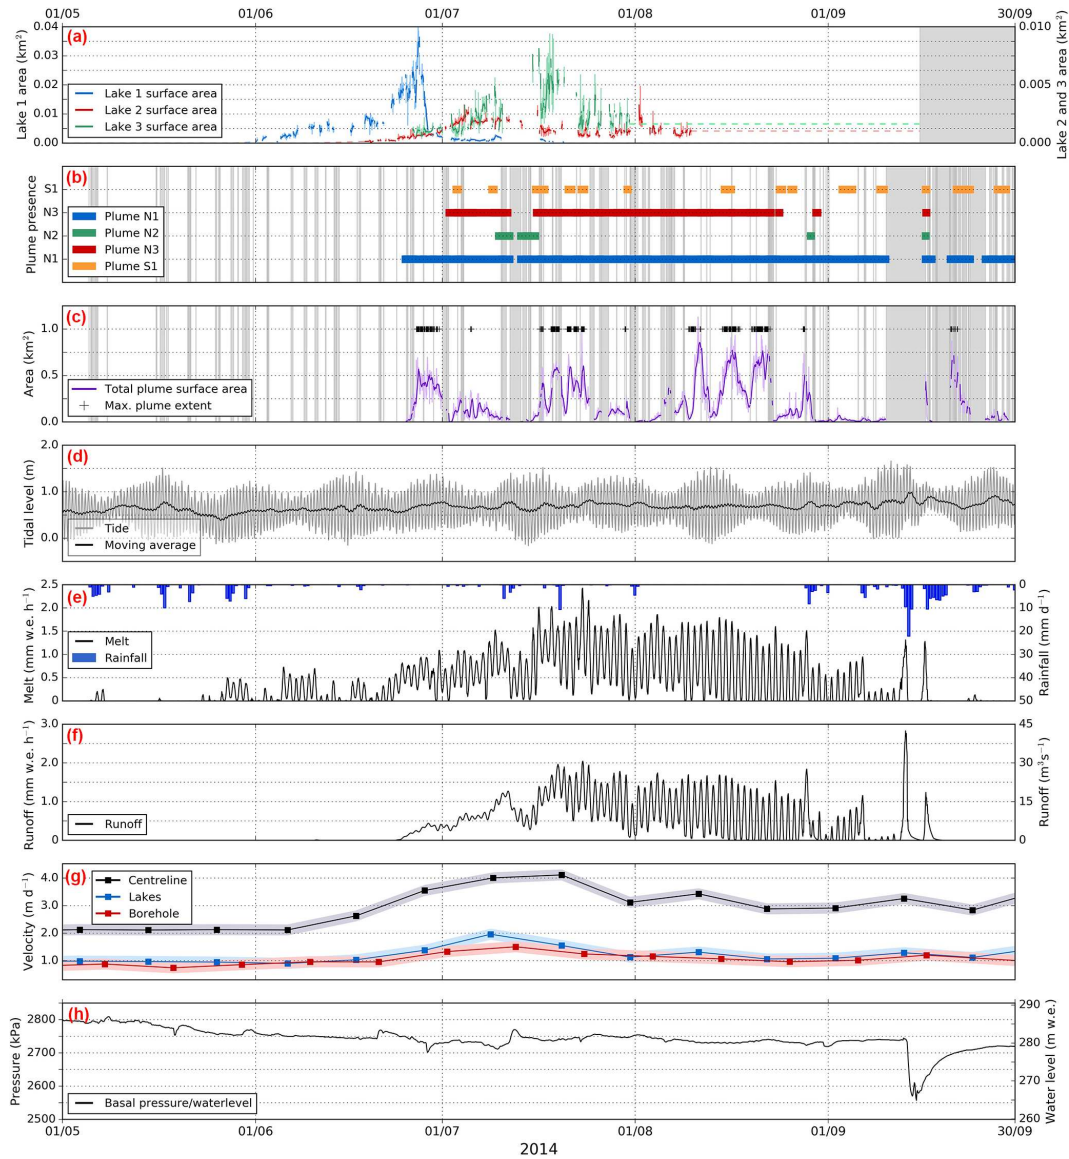 01/05 01/06 01/07 01/08 01/09 30/09
(a)
Lake 1 area (km²)
0.04
0.03
0.02
0.01
0.00
Lake 1 surface area
Lake 2 surface area
Lake 3 surface area
0.010
0.005
0.000
Lake 2 and 3 area (km²)
(b)
Plume presence
S1
N3
N2
N1
Plume N1
Plume N2
Plume N3
Plume S1
(c)
Area (km²)
1.0
0.5
0.0
Total plume surface area
Max. plume extent
(d)
Tidal level (m)
2.0
1.0
0.0
Tide
Moving average
(e)
Melt (mm w.e. h⁻¹)
2.5
2.0
1.5
1.0
0.5
0
Melt
Rainfall
0
10
20
30
40
50
Rainfall (mm d⁻¹)
(f)
Runoff (mm w.e. h⁻¹)
3.0
2.0
1.0
0
Runoff
45
30
15
0
Runoff (m³s⁻¹)
(g)
Velocity (m d⁻¹)
4.0
3.0
2.0
1.0
Centreline
Lakes
Borehole
(h)
Pressure (kPa)
2800
2700
2600
2500
Basal pressure/waterlevel
290
280
270
260
Water level (m w.e.)
01/05 01/06 01/07 01/08 01/09 30/09
2014